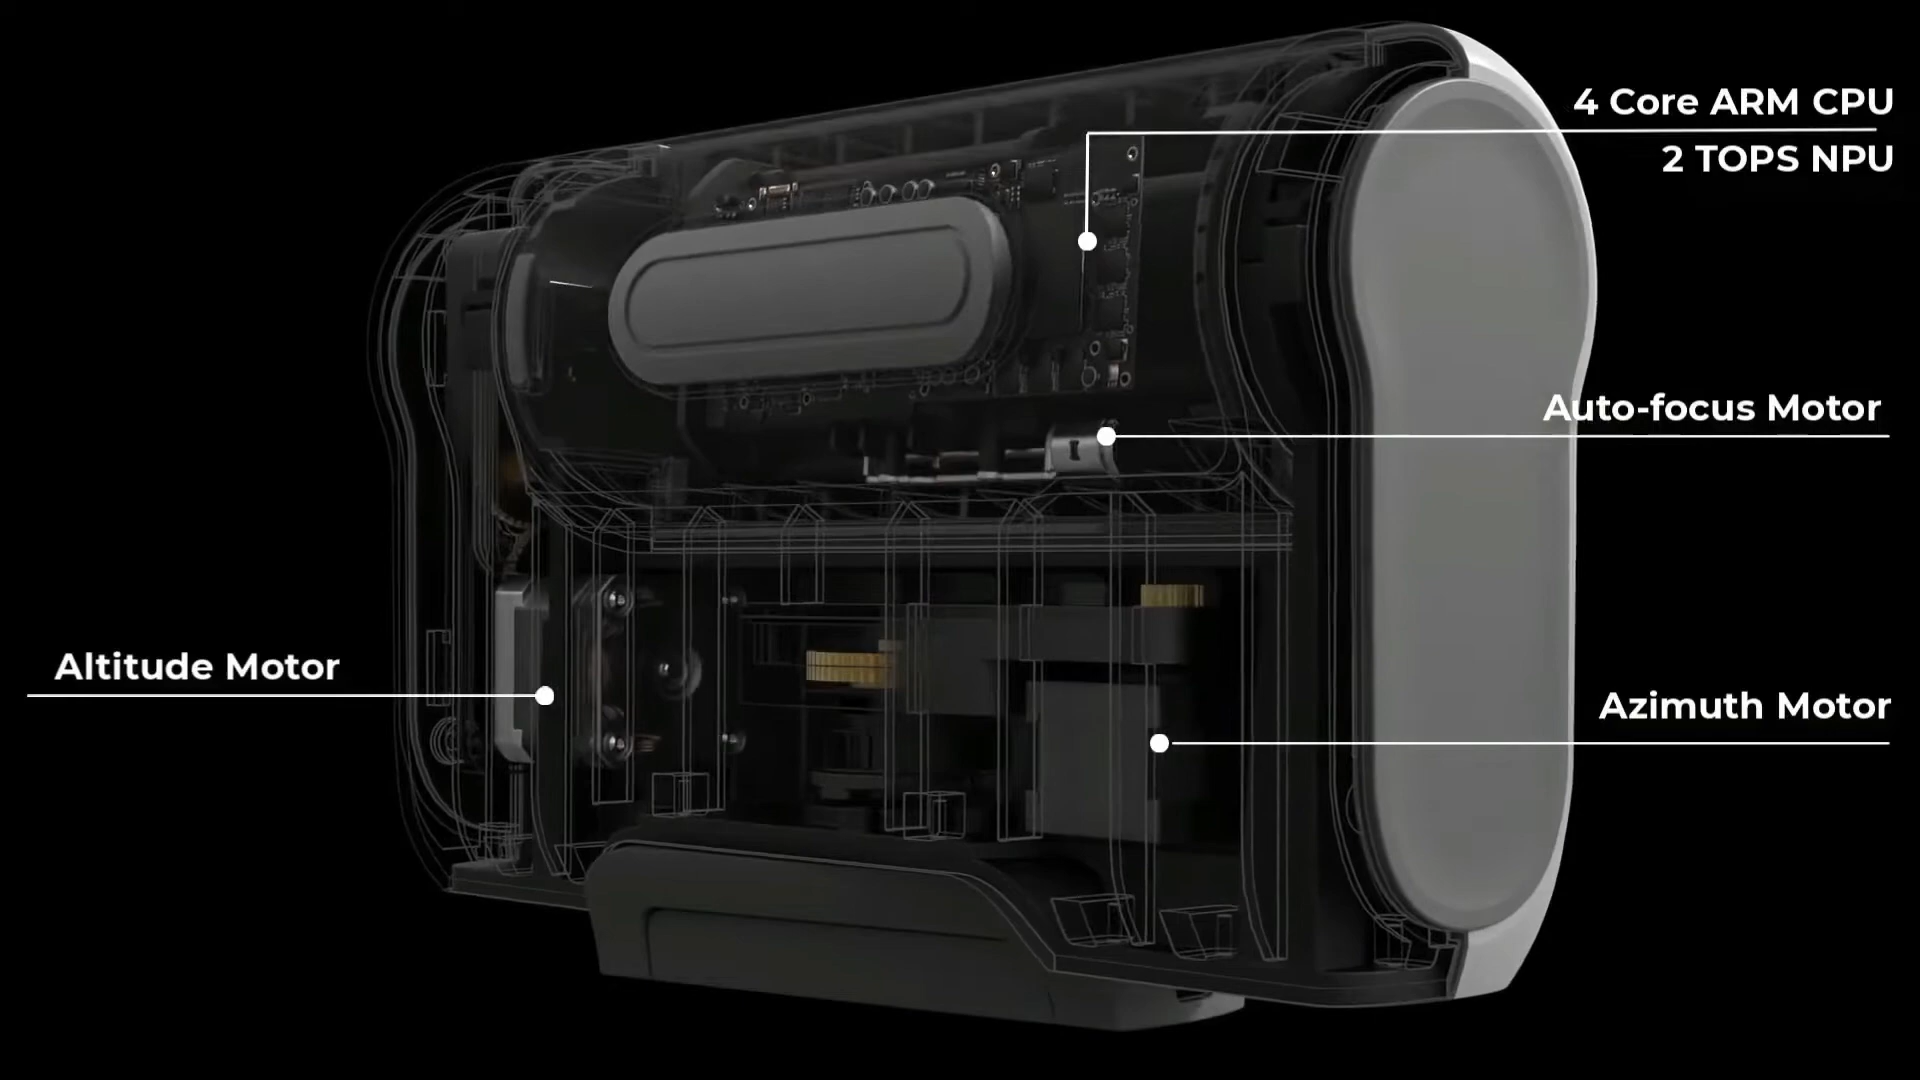 4 Core ARM CPU
2 TOPS NPU
Auto-focus Motor
Altitude Motor
Azimuth Motor